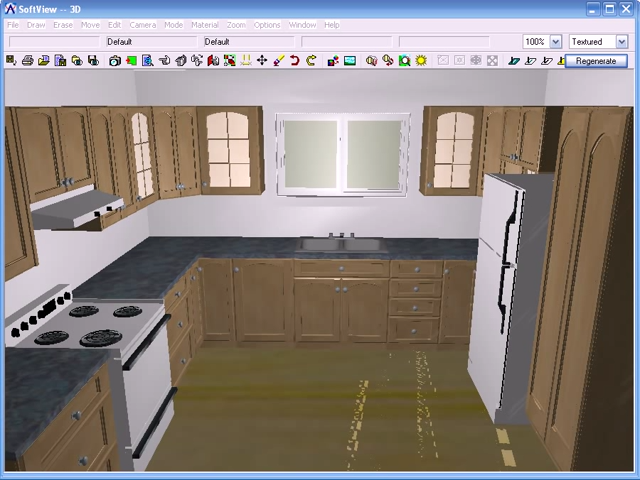 SoftView -- 3D
File Draw Erase Move Edit Camera Mode Material Zoom Options Window Help
Default Default 100% Textured
Regenerate